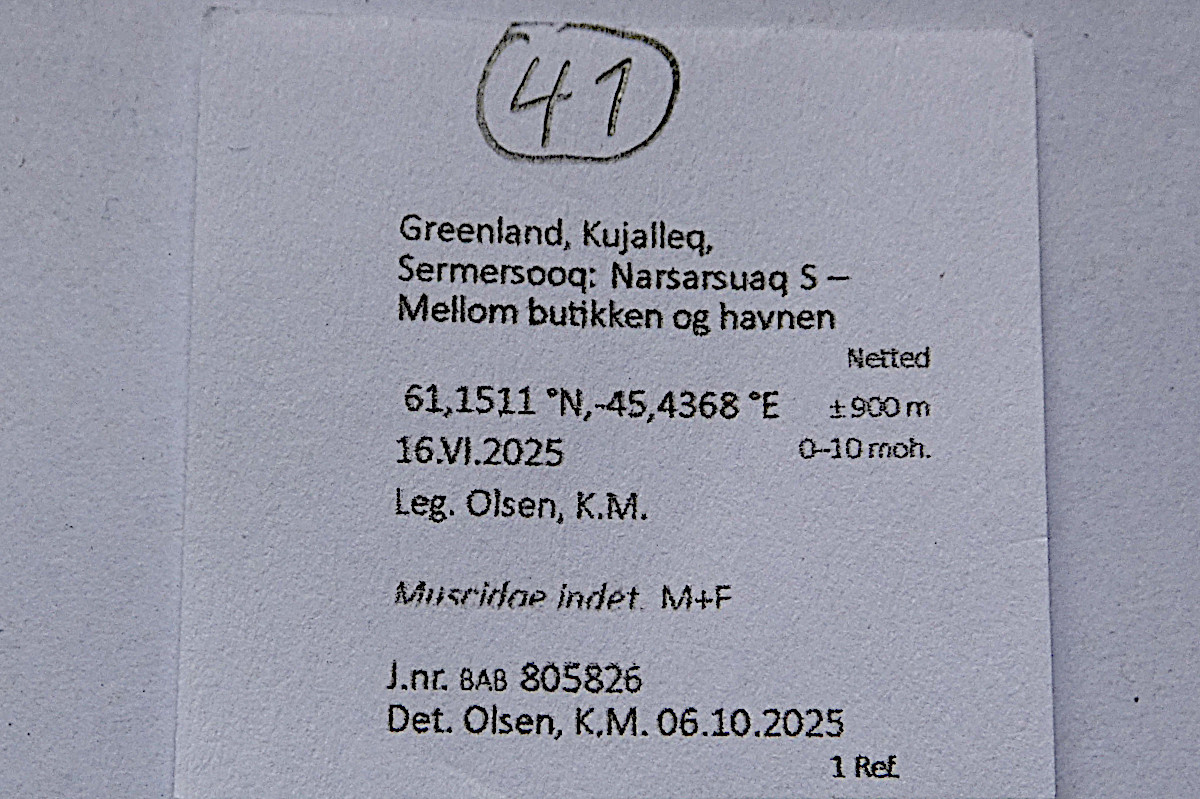 41
Greenland, Kujalleq,
Sermersooq: Narsarsuaq S –
Mellom butikken og havnen
Netted
61,1511 °N,-45,4368 °E ±900 m
16.VI.2025 0–10 moh.
Leg. Olsen, K.M.
Muscidae indet. M+F
J.nr. BAB 805826
Det. Olsen, K.M. 06.10.2025
1 Ref.